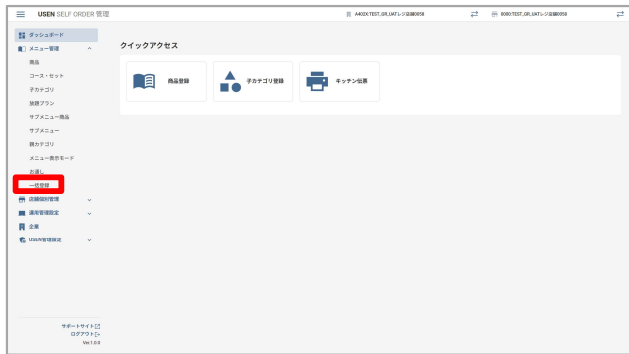 USEN SELF ORDER 管理
A402X:TEST_GR_UATレジ店舗0058
0000:TEST_GR_UATレジ店舗0058
ダッシュボード
メニュー管理
商品
コース・セット
子カテゴリ
放題プラン
サブメニュー商品
サブメニュー
親カテゴリ
メニュー表示モード
お通し
一括登録
店舗個別管理
運用管理設定
企業
USEN管理設定
クイックアクセス
商品登録
子カテゴリ登録
キッチン伝票
サポートサイト
ログアウト
Ver.1.0.0